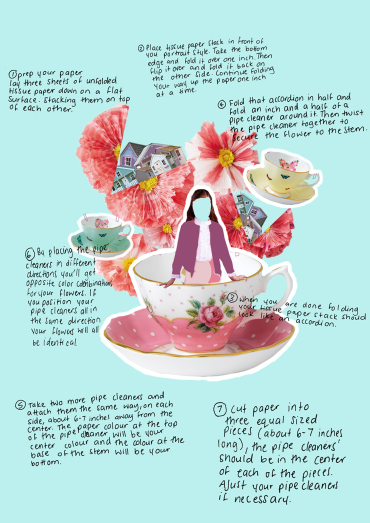 ① prep your paper
lay three sheets of unfolded
tissue paper down on a flat
surface. Stacking them on top
of each other.
② Place tissue paper stack in front of
you portrait style. Take the bottom
edge and fold it over one inch. Then
flip it over and fold it back on
the other side. Continue folding
your way up the paper one inch
at a time.
④ Fold that accordion in half and
fold an inch and a half of a
pipe cleaner around it. Then twist
the pipe cleaner together to
secure the flower to the stem.
⑥ By placing the pipe
cleaners in different
directions, you'll get
opposite color combinations
for your flowers. If
you position your
pipe cleaners all in
the same direction
your flowers will all
be identical
③ When you are done folding
your tissue paper stack should
look like an accordion.
⑤ Take two more pipe cleaners and
attach them the same way, on each
side, about 6-7 inches away from the
center. The paper colour at the top
of the pipe cleaner will be your
center colour and the colour at the
base of the stem will be your
bottom.
⑦ Cut paper into
three equal sized
pieces (about 6-7 inches
long), the pipe cleaners
should be in the center
of each of the pieces.
Ajust your pipe cleaners
if necessary.